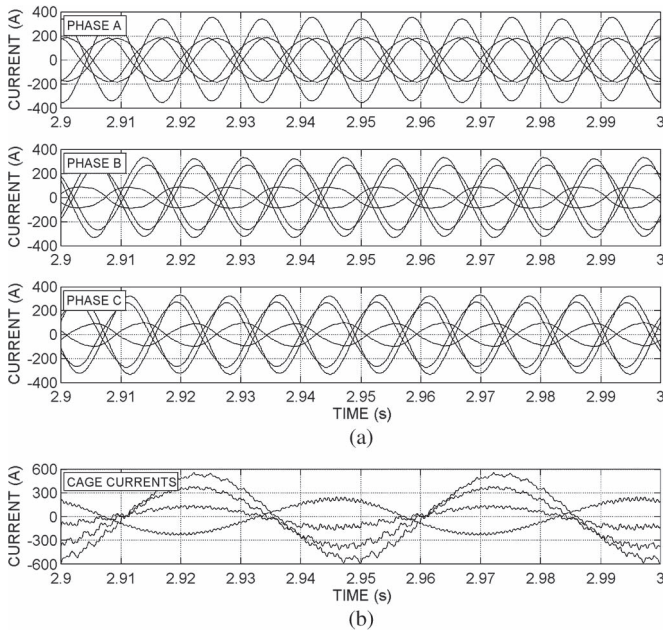 PHASE A
CURRENT (A)
400
200
0
-200
-400
2.9 2.91 2.92 2.93 2.94 2.95 2.96 2.97 2.98 2.99 3
PHASE B
CURRENT (A)
400
200
0
-200
-400
2.9 2.91 2.92 2.93 2.94 2.95 2.96 2.97 2.98 2.99 3
PHASE C
CURRENT (A)
400
200
0
-200
-400
2.9 2.91 2.92 2.93 2.94 2.95 2.96 2.97 2.98 2.99 3
TIME (s)
(a)
CAGE CURRENTS
CURRENT (A)
600
300
0
-300
-600
2.9 2.91 2.92 2.93 2.94 2.95 2.96 2.97 2.98 2.99 3
TIME (s)
(b)